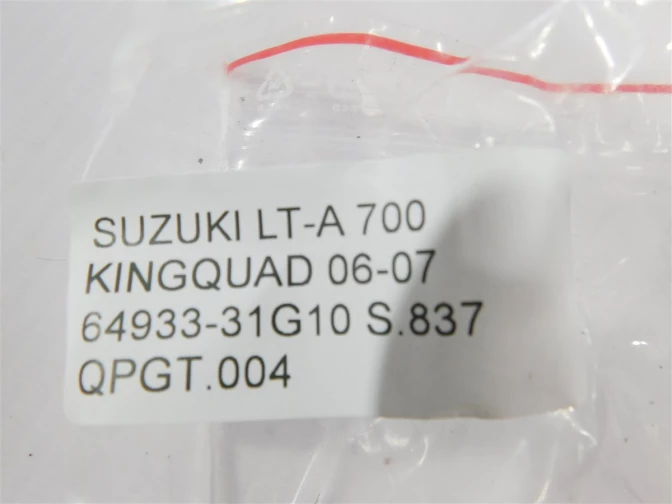 SUZUKI LT-A 700
KINGQUAD 06-07
64933-31G10 S.837
QPGT.004